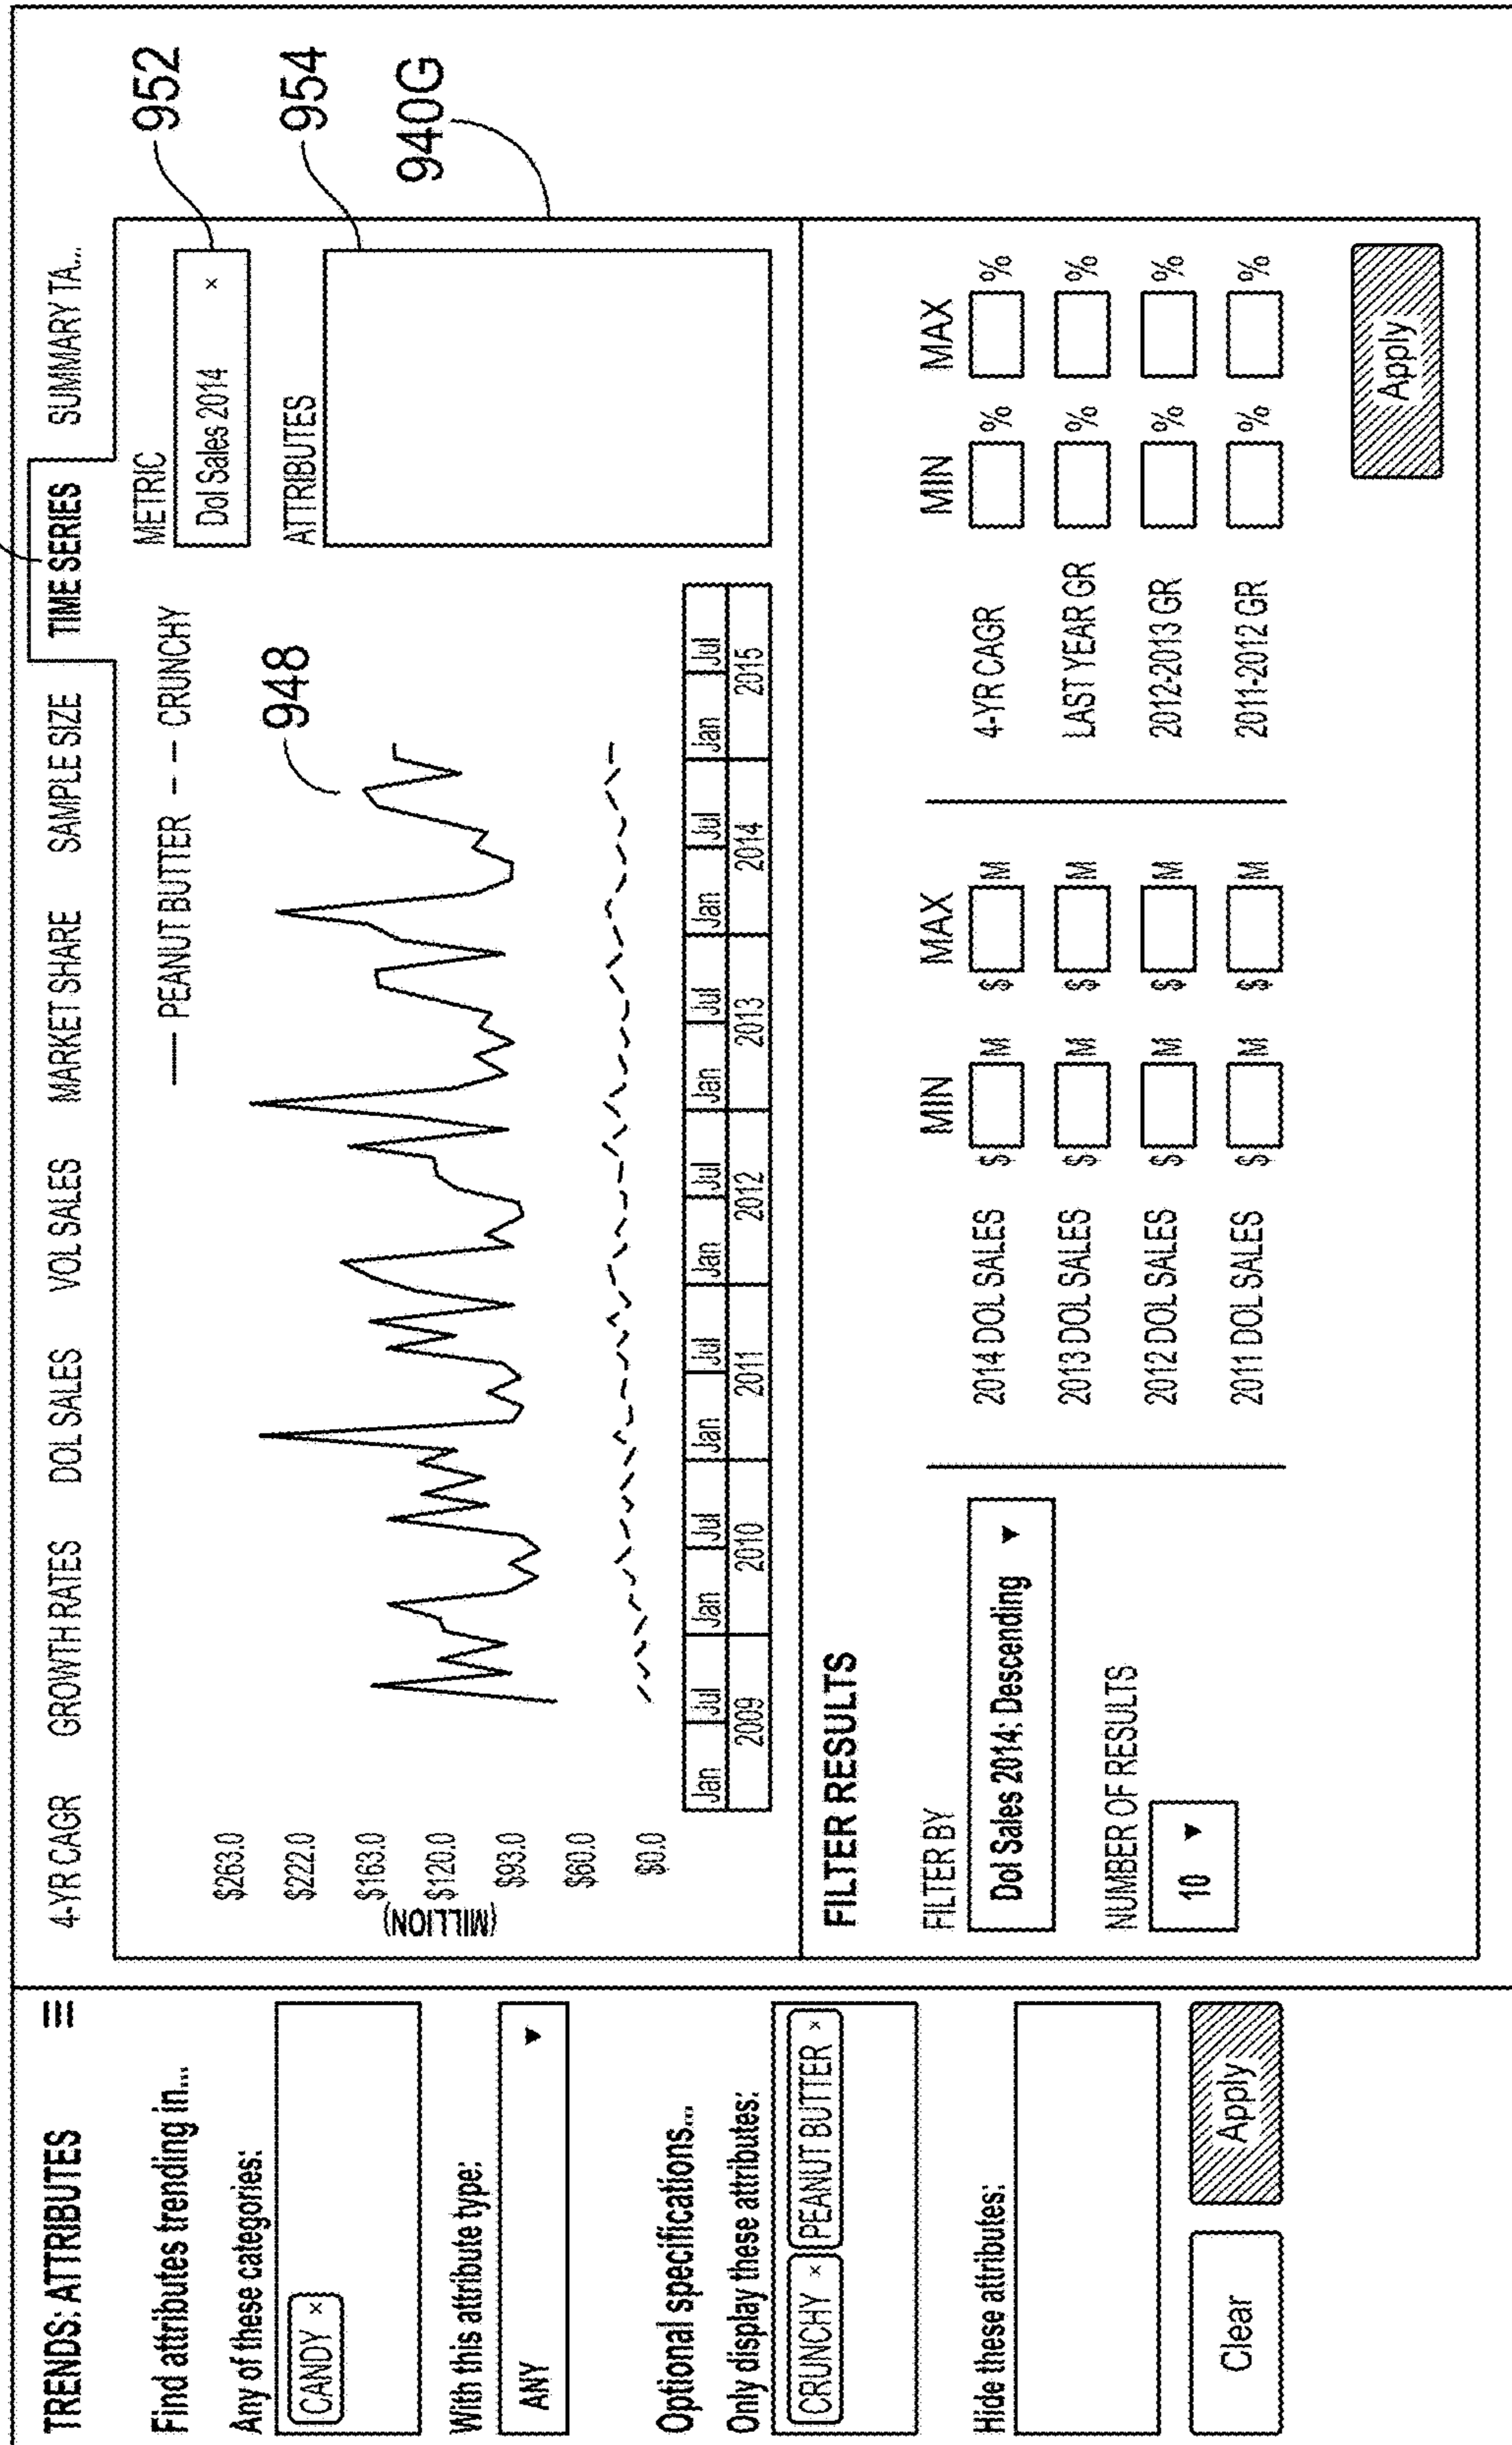 TRENDS: ATTRIBUTES
Find attributes trending in...
Any of these categories:
CANDY ×
With this attribute type:
ANY ▼
Optional specifications...
Only display these attributes:
CRUNCHY × PEANUT BUTTER ×
Hide these attributes:
Clear Apply
4-YR CAGR GROWTH RATES DOL SALES VOL SALES MARKET SHARE SAMPLE SIZE TIME SERIES SUMMARY TA...
PEANUT BUTTER CRUNCHY
948
$263.0
$222.0
$163.0
$120.0
$93.0
$60.0
$0.0
(MILLION)
Jan Jul Jan Jul Jan Jul Jan Jul Jan Jul Jan Jul Jan Jul
2009 2010 2011 2012 2013 2014 2015
METRIC
Dol Sales 2014 ×
ATTRIBUTES
952
954
940G
FILTER RESULTS
FILTER BY
Dol Sales 2014: Descending ▼
NUMBER OF RESULTS
10 ▼
MIN MAX
2014 DOL SALES $ M $ M
2013 DOL SALES $ M $ M
2012 DOL SALES $ M $ M
2011 DOL SALES $ M $ M
MIN MAX
4-YR CAGR % %
LAST YEAR GR % %
2012-2013 GR % %
2011-2012 GR % %
Apply